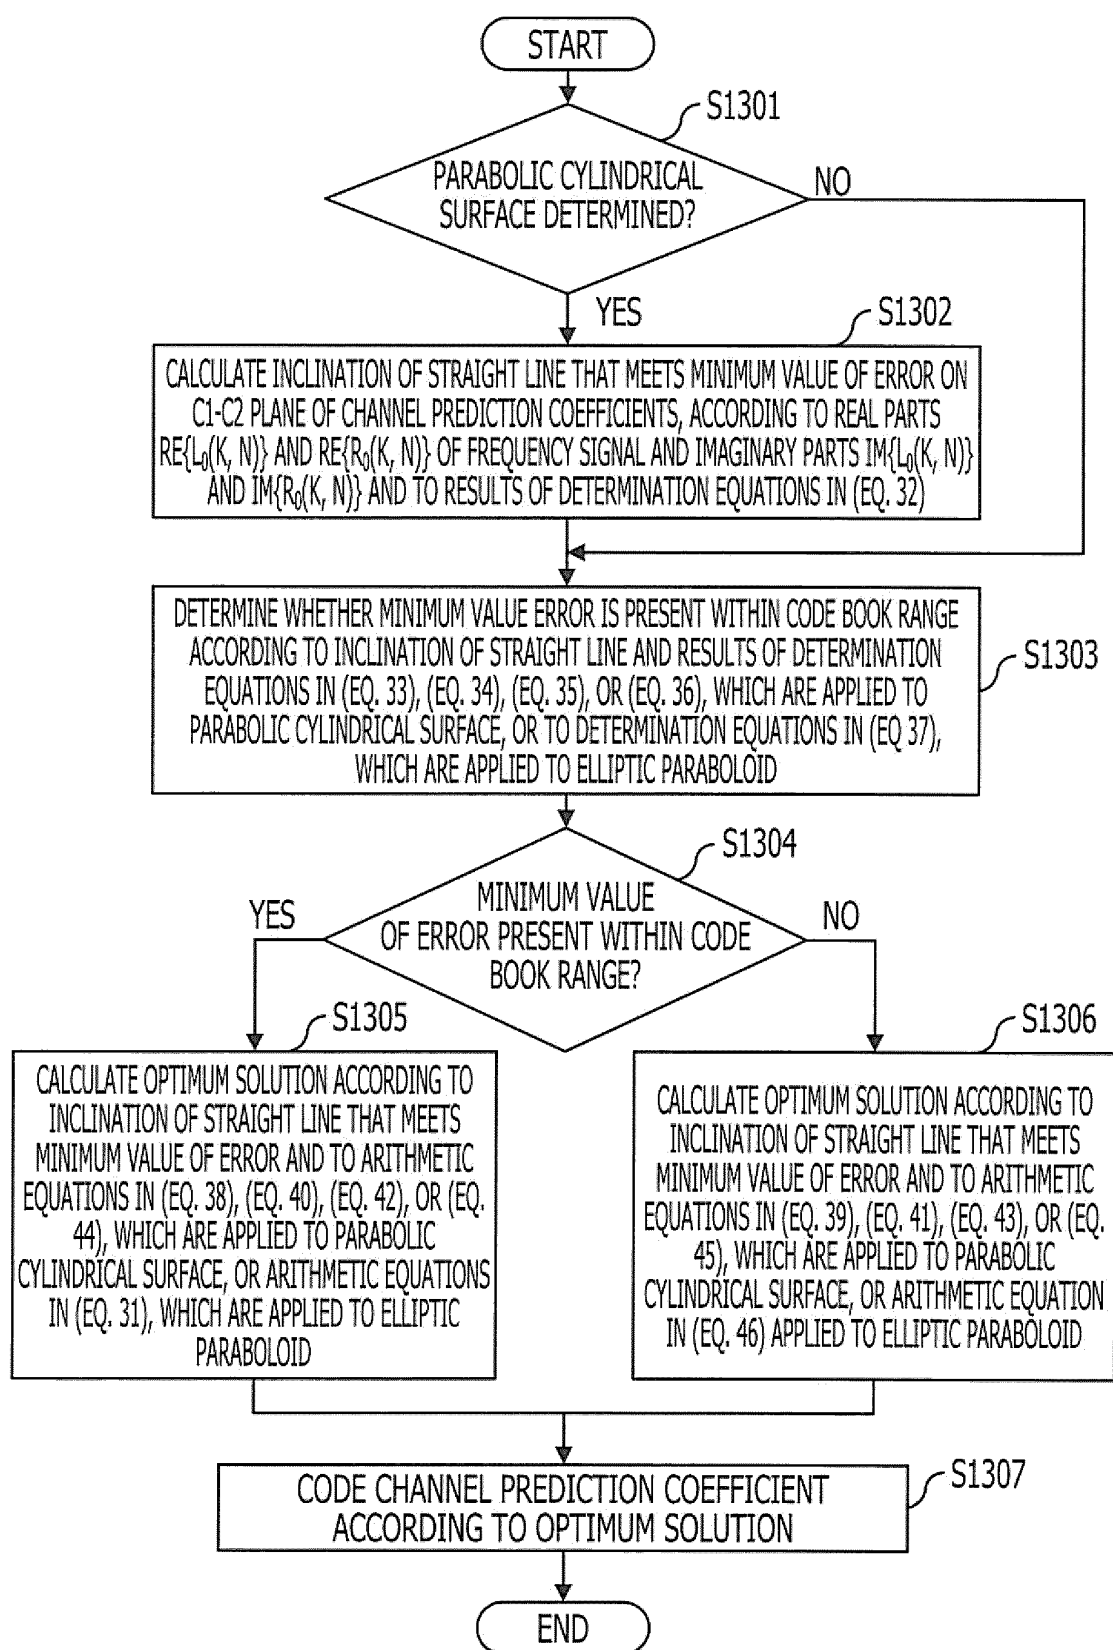 START
S1301
PARABOLIC CYLINDRICAL
SURFACE DETERMINED?
NO
YES
S1302
CALCULATE INCLINATION OF STRAIGHT LINE THAT MEETS MINIMUM VALUE OF ERROR ON
C1-C2 PLANE OF CHANNEL PREDICTION COEFFICIENTS, ACCORDING TO REAL PARTS
RE{L₀(K, N)} AND RE{R₀(K, N)} OF FREQUENCY SIGNAL AND IMAGINARY PARTS IM{L₀(K, N)}
AND IM{R₀(K, N)} AND TO RESULTS OF DETERMINATION EQUATIONS IN (EQ. 32)
DETERMINE WHETHER MINIMUM VALUE ERROR IS PRESENT WITHIN CODE BOOK RANGE
ACCORDING TO INCLINATION OF STRAIGHT LINE AND RESULTS OF DETERMINATION
EQUATIONS IN (EQ. 33), (EQ. 34), (EQ. 35), OR (EQ. 36), WHICH ARE APPLIED TO
PARABOLIC CYLINDRICAL SURFACE, OR TO DETERMINATION EQUATIONS IN (EQ 37),
WHICH ARE APPLIED TO ELLIPTIC PARABOLOID
S1303
S1304
MINIMUM VALUE
OF ERROR PRESENT WITHIN CODE
BOOK RANGE?
YES
NO
S1305
CALCULATE OPTIMUM SOLUTION ACCORDING TO
INCLINATION OF STRAIGHT LINE THAT MEETS
MINIMUM VALUE OF ERROR AND TO ARITHMETIC
EQUATIONS IN (EQ. 38), (EQ. 40), (EQ. 42), OR (EQ.
44), WHICH ARE APPLIED TO PARABOLIC
CYLINDRICAL SURFACE, OR ARITHMETIC EQUATIONS
IN (EQ. 31), WHICH ARE APPLIED TO ELLIPTIC
PARABOLOID
S1306
CALCULATE OPTIMUM SOLUTION ACCORDING TO
INCLINATION OF STRAIGHT LINE THAT MEETS
MINIMUM VALUE OF ERROR AND TO ARITHMETIC
EQUATIONS IN (EQ. 39), (EQ. 41), (EQ. 43), OR (EQ.
45), WHICH ARE APPLIED TO PARABOLIC
CYLINDRICAL SURFACE, OR ARITHMETIC EQUATION
IN (EQ. 46) APPLIED TO ELLIPTIC PARABOLOID
S1307
CODE CHANNEL PREDICTION COEFFICIENT
ACCORDING TO OPTIMUM SOLUTION
END